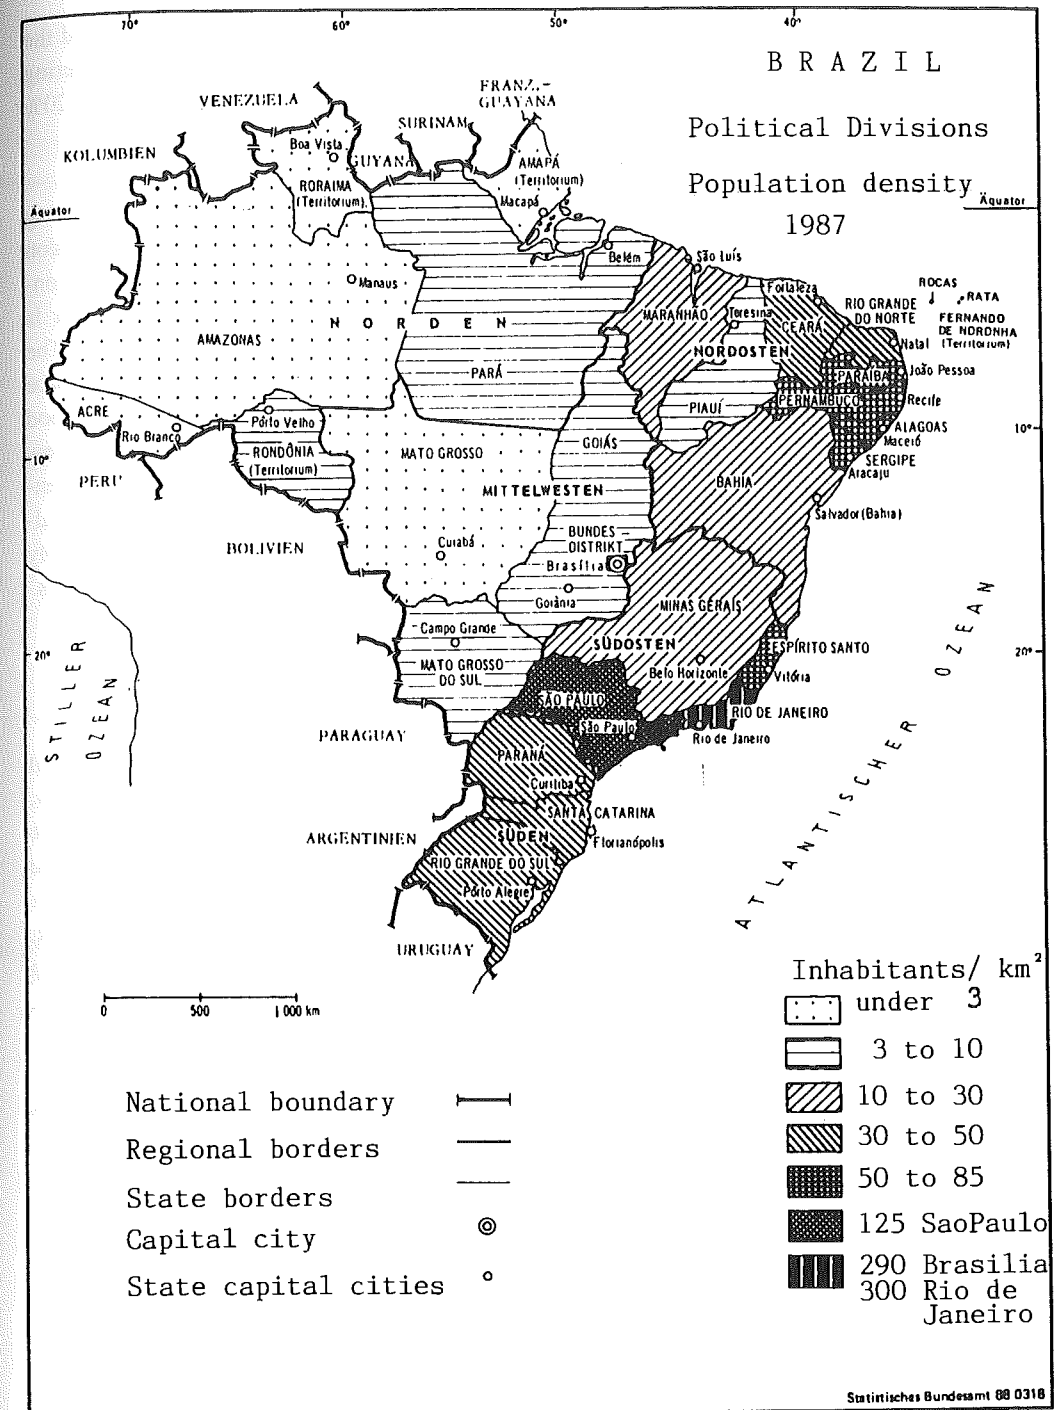 70°
60°
50°
40°
BRAZIL
Political Divisions
Population density
1987
VENEZUELA
FRANZ.-
GUAYANA
SURINAM
KOLUMBIEN
Boa Vista
GUYANA
AMAPÁ
(Territorium)
RORAIMA
(Territorium)
Macapá
Äquator
Äquator
Belém
São Luís
Manaus
Fortaleza
ROCAS
RATA
RIO GRANDE
DO NORTE
FERNANDO
DE NORONHA
(Territorium)
MARANHÃO
Toresina
CEARÁ
NORDEN
AMAZONAS
Natal
NORDOSTEN
PARÁ
PARAÍBA
João Pessoa
PERNAMBUCO
Recife
PIAUÍ
ACRE
Rio Branco
Pôrto Velho
ALAGOAS
Maceió
10°
RONDÔNIA
(Territorium)
MATO GROSSO
GOIÁS
SERGIPE
Aracaju
10°
PERU
BAHIA
MITTELWESTEN
Salvador(Bahia)
BOLIVIEN
Cuiabá
BUNDES
DISTRIKT
Brasília
Goiânia
MINAS GERAIS
Campo Grande
SÜDOSTEN
ESPÍRITO SANTO
20°
20°
MATO GROSSO
DO SUL
Belo Horizonte
Vitória
STILLER
OZEAN
SÃO PAULO
São Paulo
RIO DE JANEIRO
Rio de Janeiro
PARAGUAY
PARANÁ
Curitiba
ATLANTISCHER OZEAN
SANTA CATARINA
ARGENTINIEN
SÜDEN
Florianópolis
RIO GRANDE DO SUL
Pôrto Alegre
URUGUAY
0 500 1 000 km
Inhabitants/ km²
under 3
3 to 10
10 to 30
30 to 50
50 to 85
125 SaoPaulo
290 Brasilia
300 Rio de
Janeiro
National boundary
Regional borders
State borders
Capital city
State capital cities
Statistisches Bundesamt 88 0318